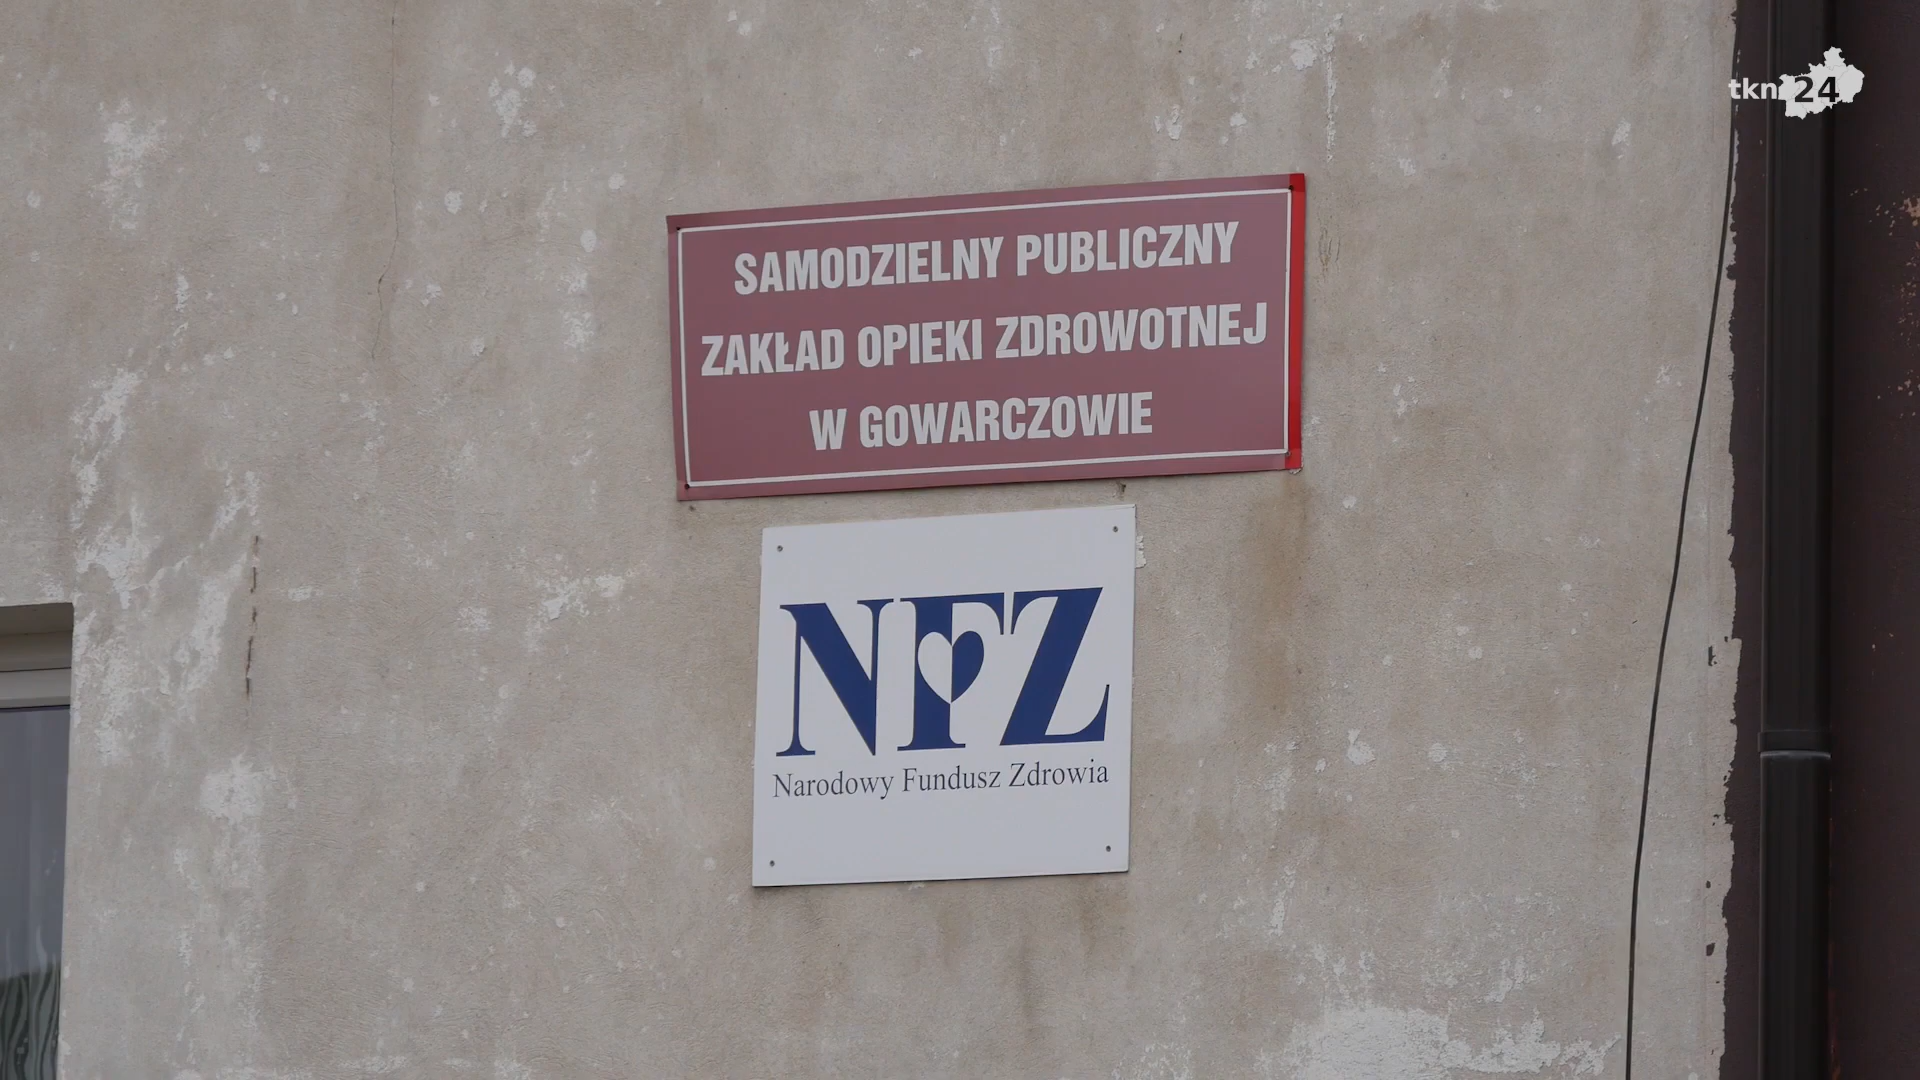 tkn24
SAMODZIELNY PUBLICZNY
ZAKŁAD OPIEKI ZDROWOTNEJ
W GOWARCZOWIE
NFZ
Narodowy Fundusz Zdrowia